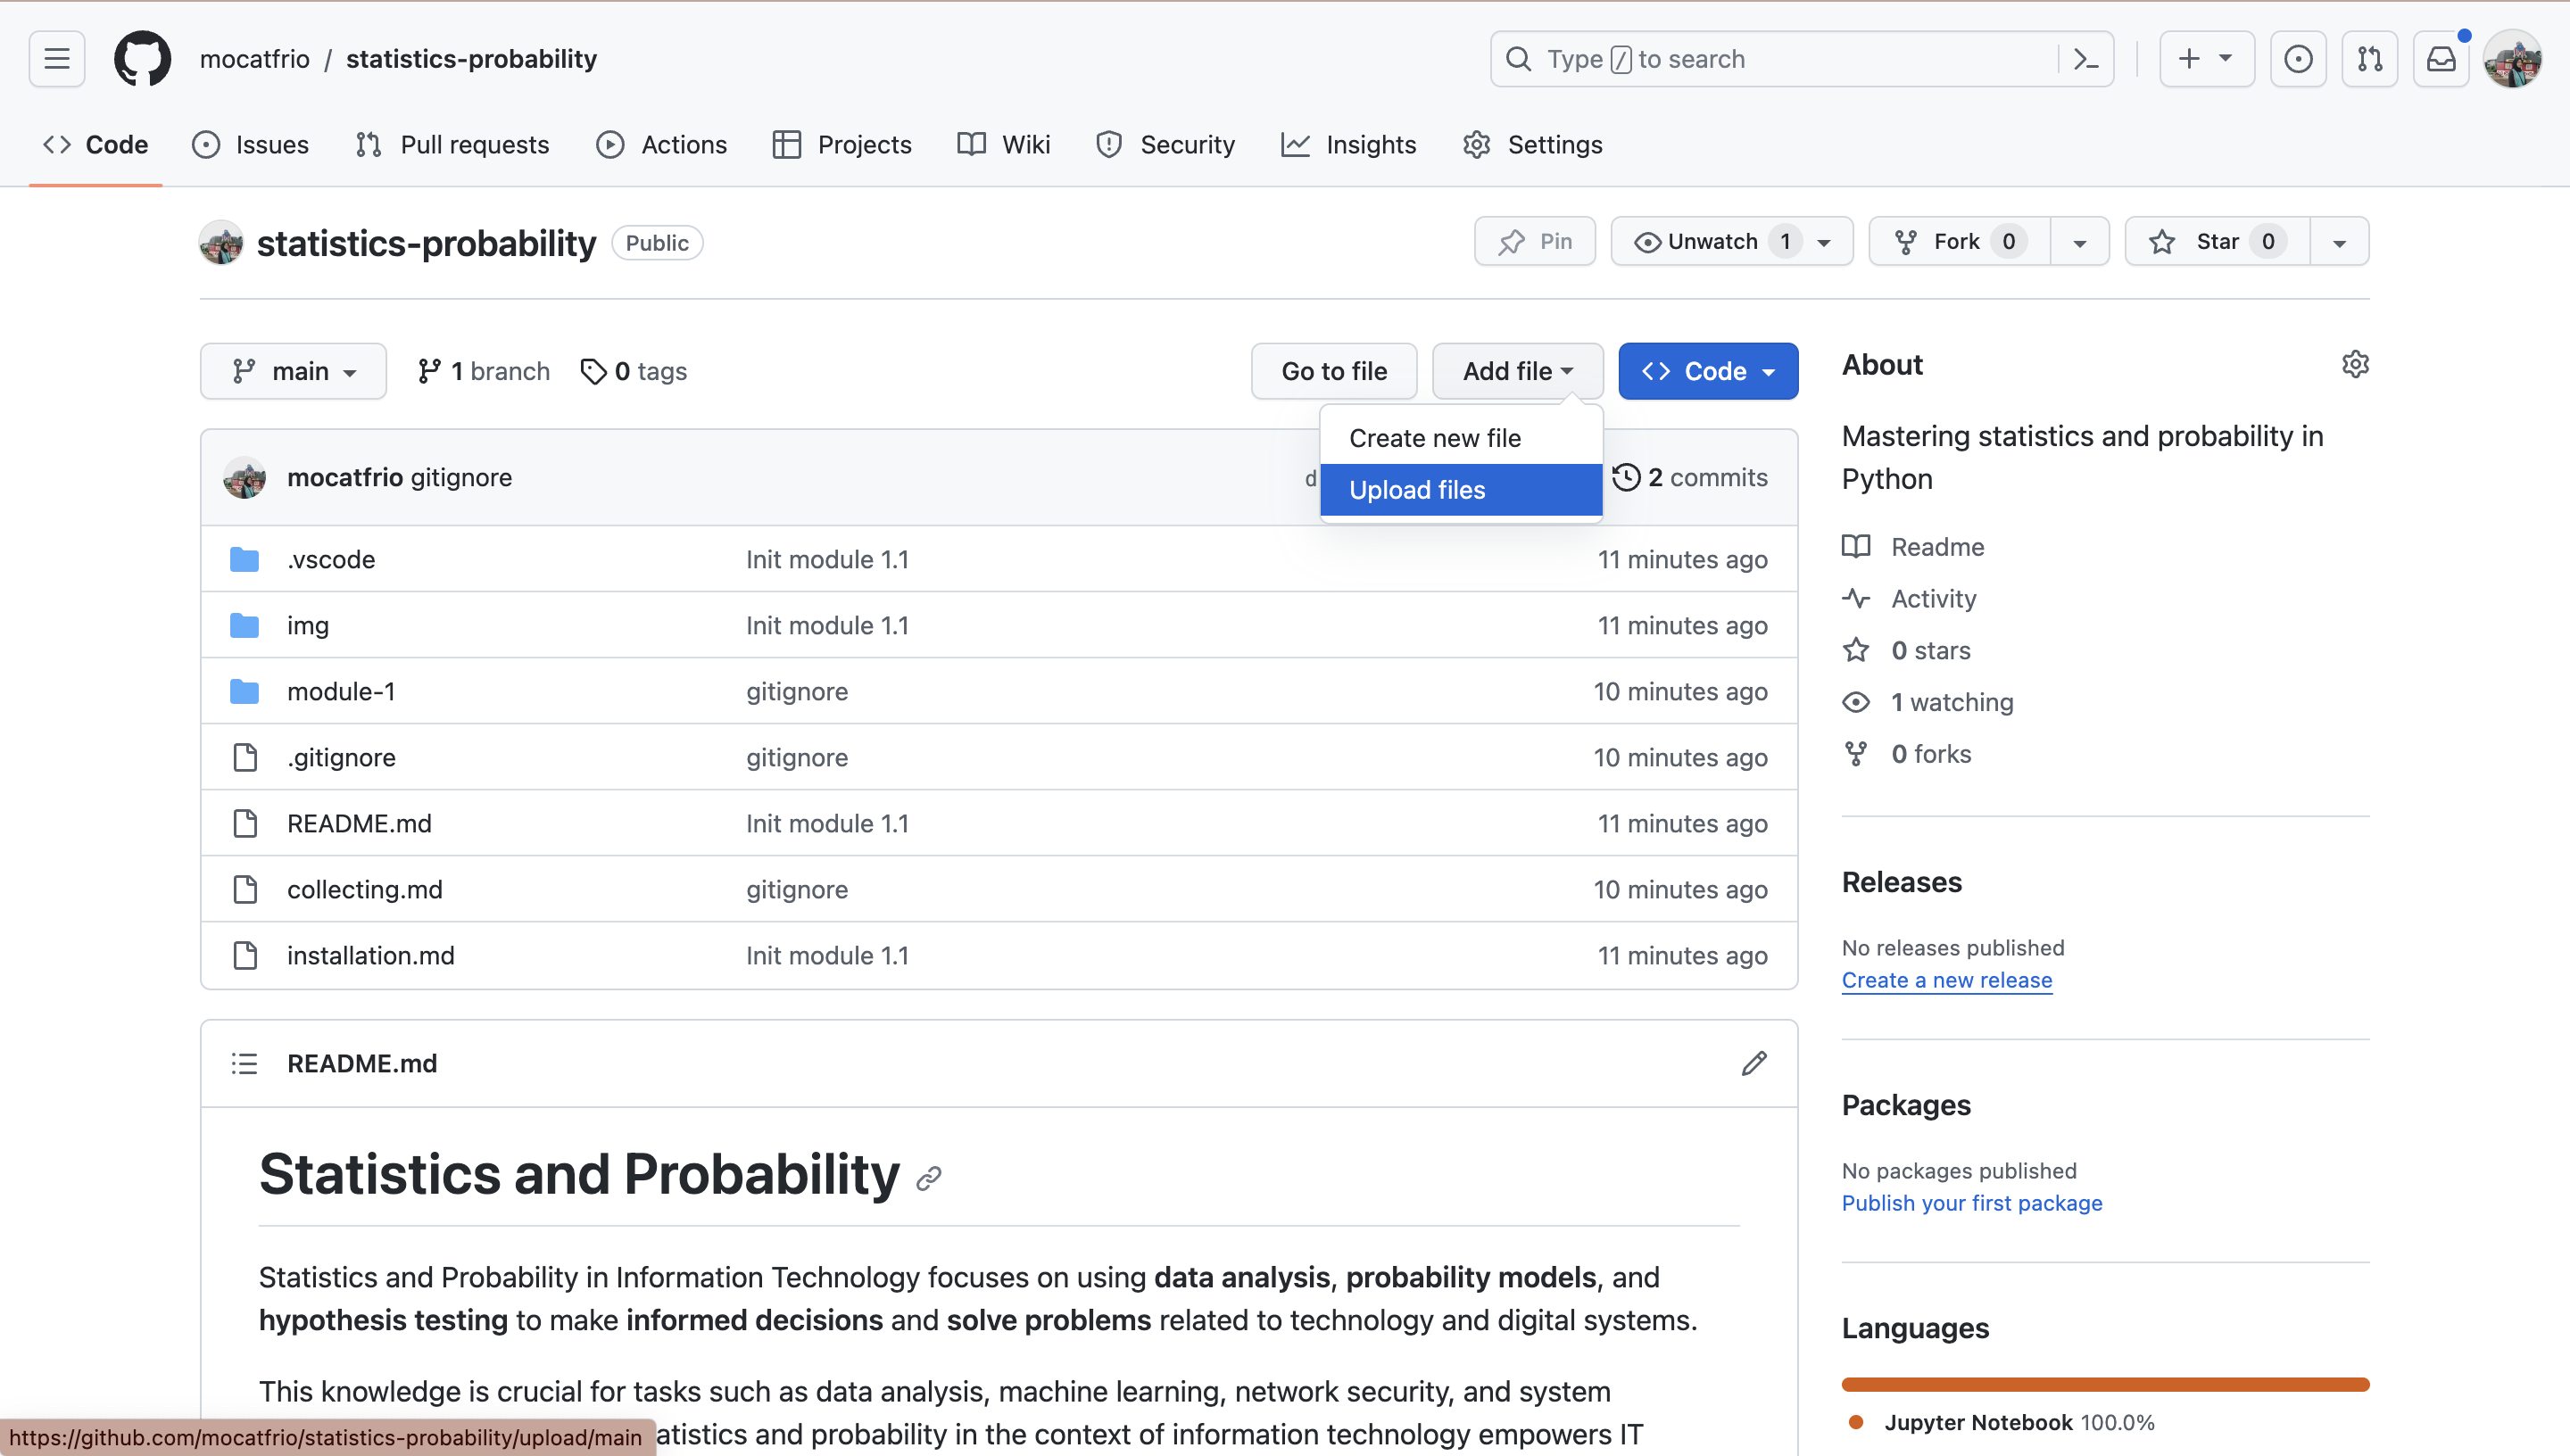 mocatfrio / statistics-probability
Type / to search
Code Issues Pull requests Actions Projects Wiki Security Insights Settings
statistics-probability Public
Pin Unwatch 1 Fork 0 Star 0
main 1 branch 0 tags
Go to file Add file Code
Create new file
Upload files
mocatfrio gitignore d 2 commits
.vscode Init module 1.1 11 minutes ago
img Init module 1.1 11 minutes ago
module-1 gitignore 10 minutes ago
.gitignore gitignore 10 minutes ago
README.md Init module 1.1 11 minutes ago
collecting.md gitignore 10 minutes ago
installation.md Init module 1.1 11 minutes ago
README.md
Statistics and Probability
Statistics and Probability in Information Technology focuses on using data analysis, probability models, and
hypothesis testing to make informed decisions and solve problems related to technology and digital systems.
This knowledge is crucial for tasks such as data analysis, machine learning, network security, and system
atistics and probability in the context of information technology empowers IT
https://github.com/mocatfrio/statistics-probability/upload/main
About
Mastering statistics and probability in
Python
Readme
Activity
0 stars
1 watching
0 forks
Releases
No releases published
Create a new release
Packages
No packages published
Publish your first package
Languages
Jupyter Notebook 100.0%